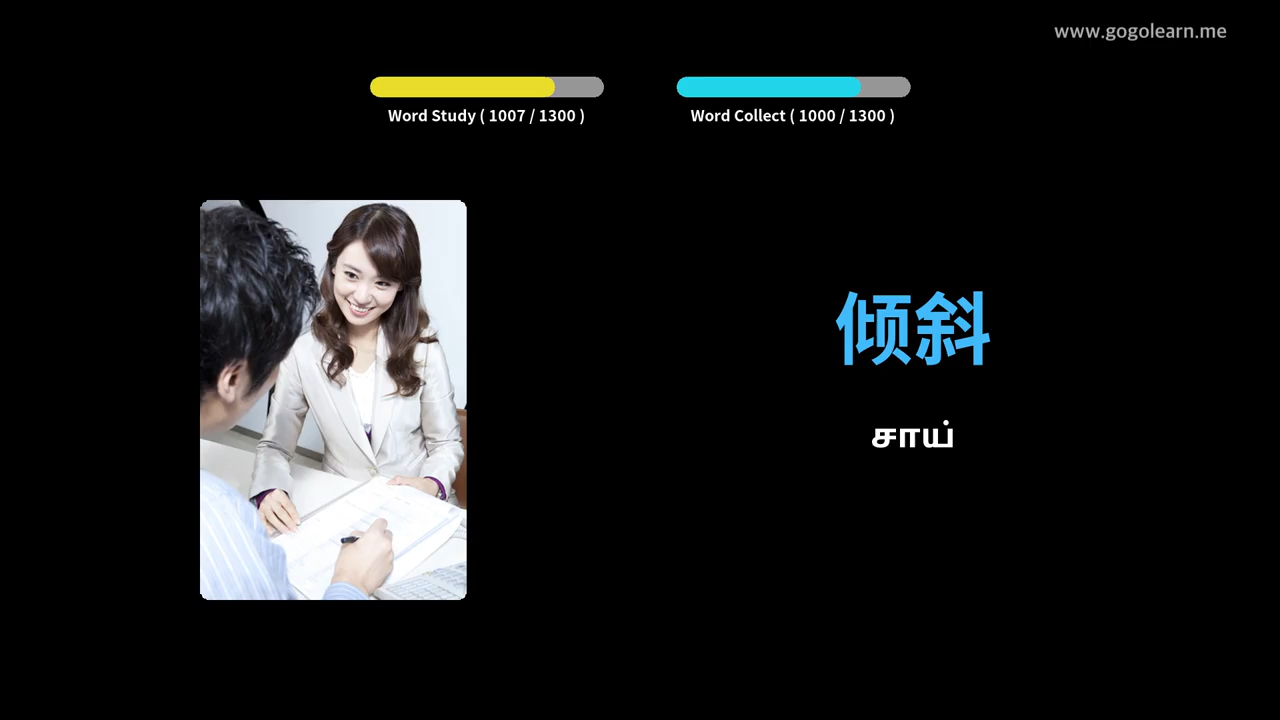 www.gogolearn.me
Word Study ( 1007 / 1300 )
Word Collect ( 1000 / 1300 )
倾斜
சாய்